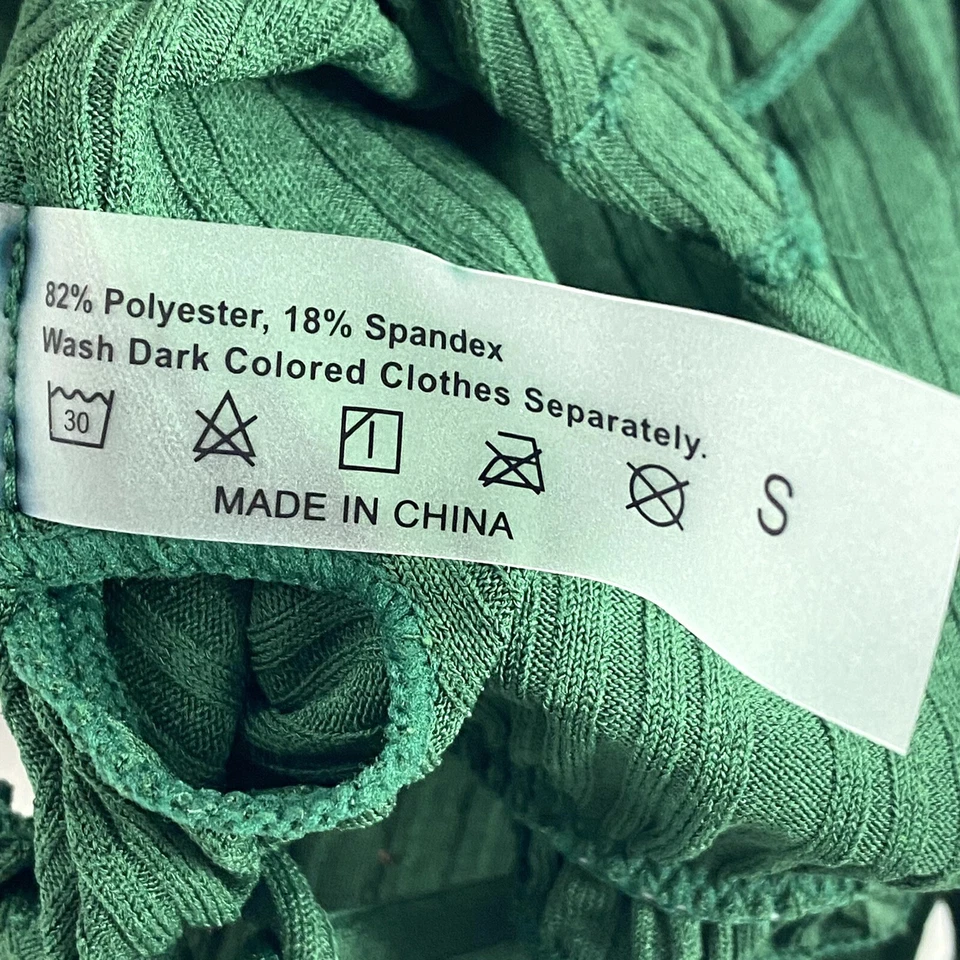 82% Polyester, 18% Spandex
Wash Dark Colored Clothes Separately.
30
S
MADE IN CHINA